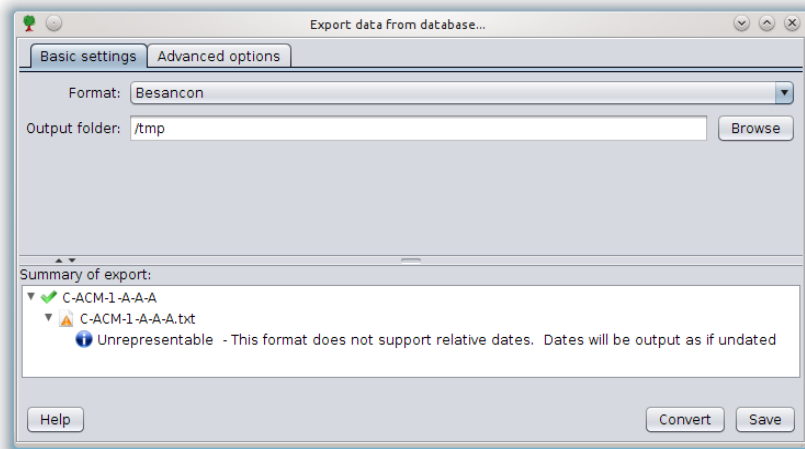 Export data from database...
Basic settings
Advanced options
Format: Besancon
Output folder: /tmp
Browse
Summary of export:
C-ACM-1-A-A-A
C-ACM-1-A-A-A.txt
Unrepresentable - This format does not support relative dates. Dates will be output as if undated
Help
Convert
Save